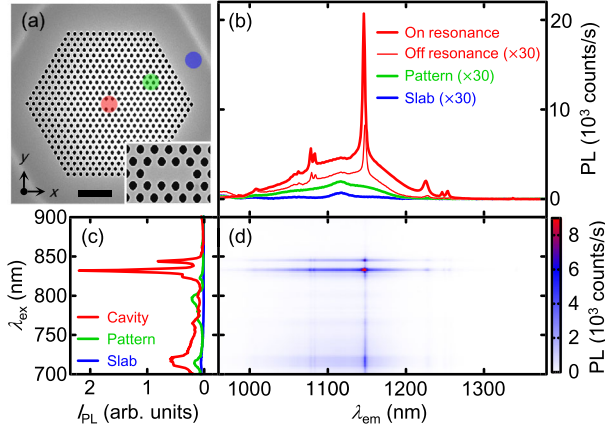 (a)
y
x
(b)
On resonance
Off resonance (×30)
Pattern (×30)
Slab (×30)
20
10
0
PL (10³ counts/s)
(c)
900
850
800
750
700
λex (nm)
Cavity
Pattern
Slab
2
1
0
IPL (arb. units)
(d)
1000
1100
1200
1300
λem (nm)
8
6
4
2
0
PL (10³ counts/s)